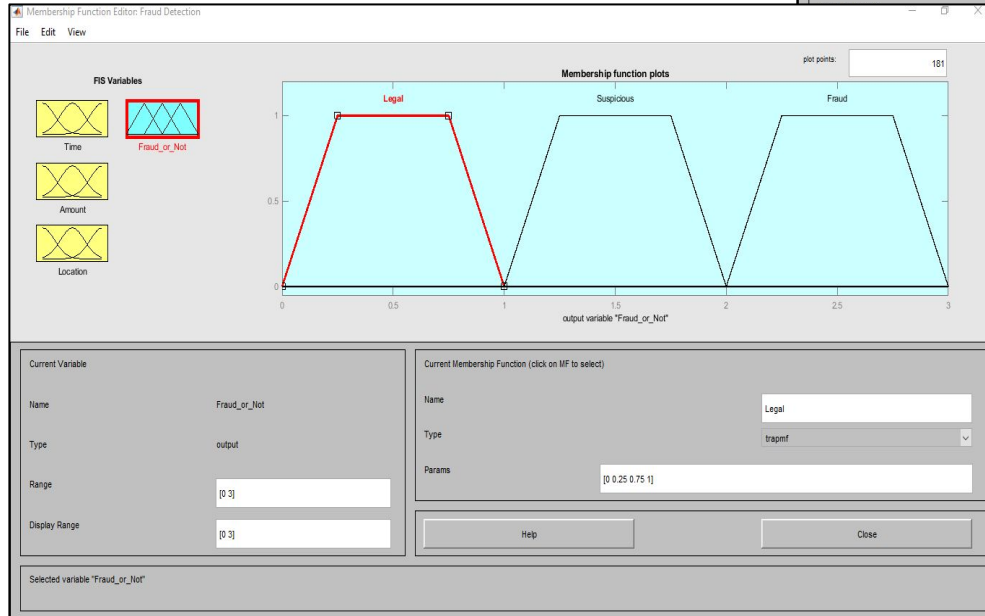 Membership Function Editor: Fraud Detection
File Edit View
FIS Variables
Time
Fraud_or_Not
Amount
Location
plot points:
181
Membership function plots
Legal
Suspicious
Fraud
1
0.5
0
0
0.5
1
1.5
2
2.5
3
output variable "Fraud_or_Not"
Current Variable
Name
Fraud_or_Not
Type
output
Range
[0 3]
Display Range
[0 3]
Current Membership Function (click on MF to select)
Name
Legal
Type
trapmf
Params
[0 0.25 0.75 1]
Help
Close
Selected variable "Fraud_or_Not"